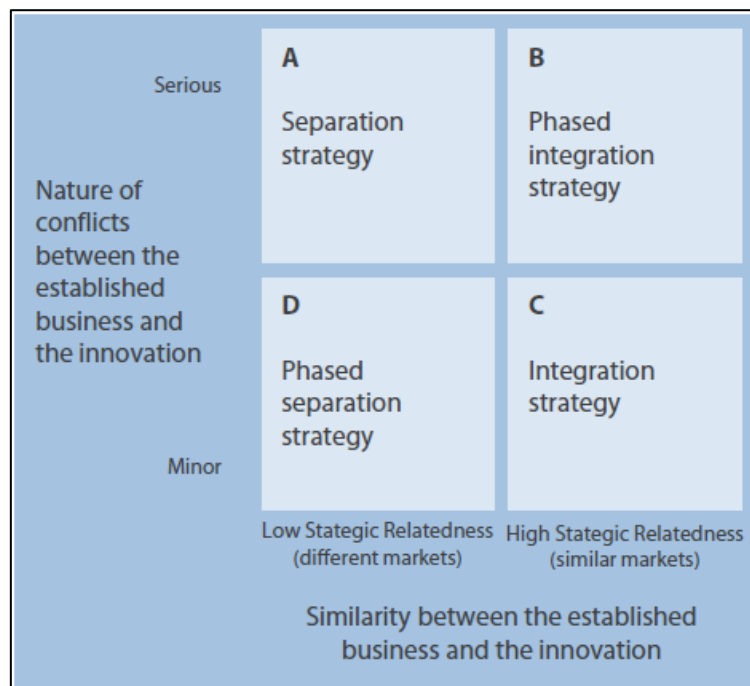 Serious
Nature of
conflicts
between the
established
business and
the innovation
Minor
A
Separation
strategy
B
Phased
integration
strategy
D
Phased
separation
strategy
C
Integration
strategy
Low Stategic Relatedness
(different markets)
High Stategic Relatedness
(similar markets)
Similarity between the established
business and the innovation